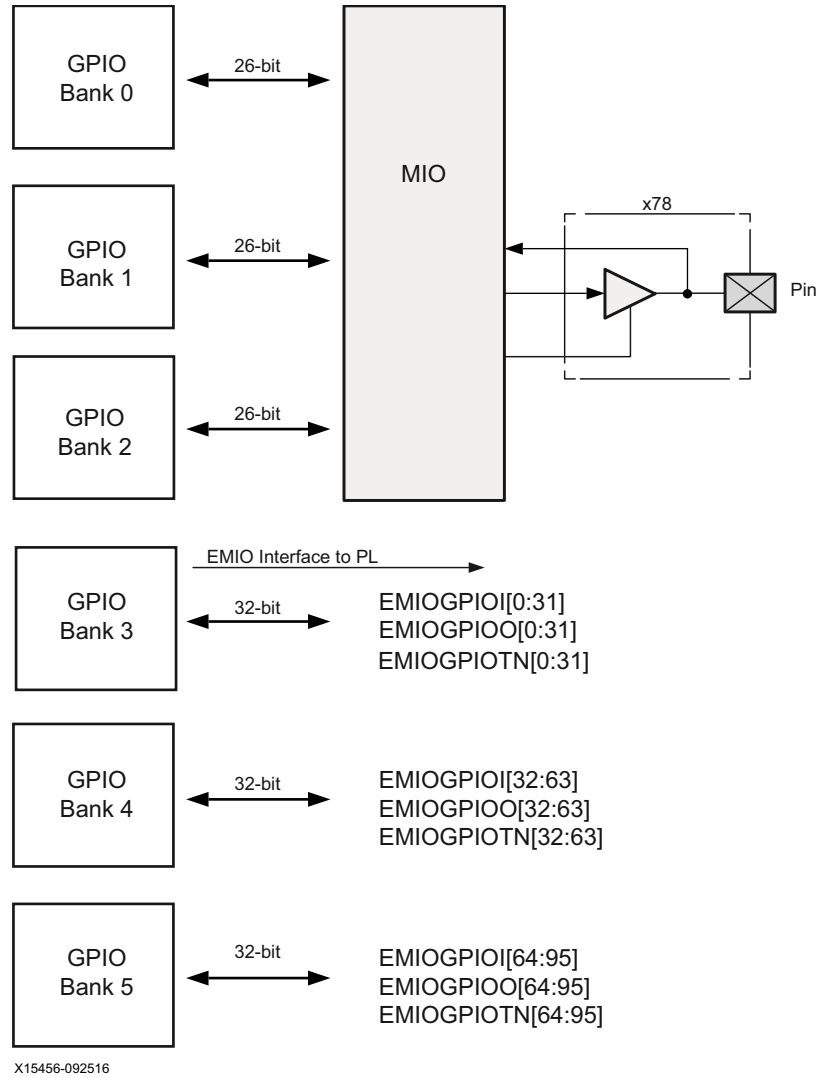 GPIO
Bank 0
26-bit
MIO
GPIO
Bank 1
26-bit
x78
Pin
GPIO
Bank 2
26-bit
GPIO
Bank 3
EMIO Interface to PL
32-bit
EMIOGPIOI[0:31]
EMIOGPIOO[0:31]
EMIOGPIOTN[0:31]
GPIO
Bank 4
32-bit
EMIOGPIOI[32:63]
EMIOGPIOO[32:63]
EMIOGPIOTN[32:63]
GPIO
Bank 5
32-bit
EMIOGPIOI[64:95]
EMIOGPIOO[64:95]
EMIOGPIOTN[64:95]
X15456-092516